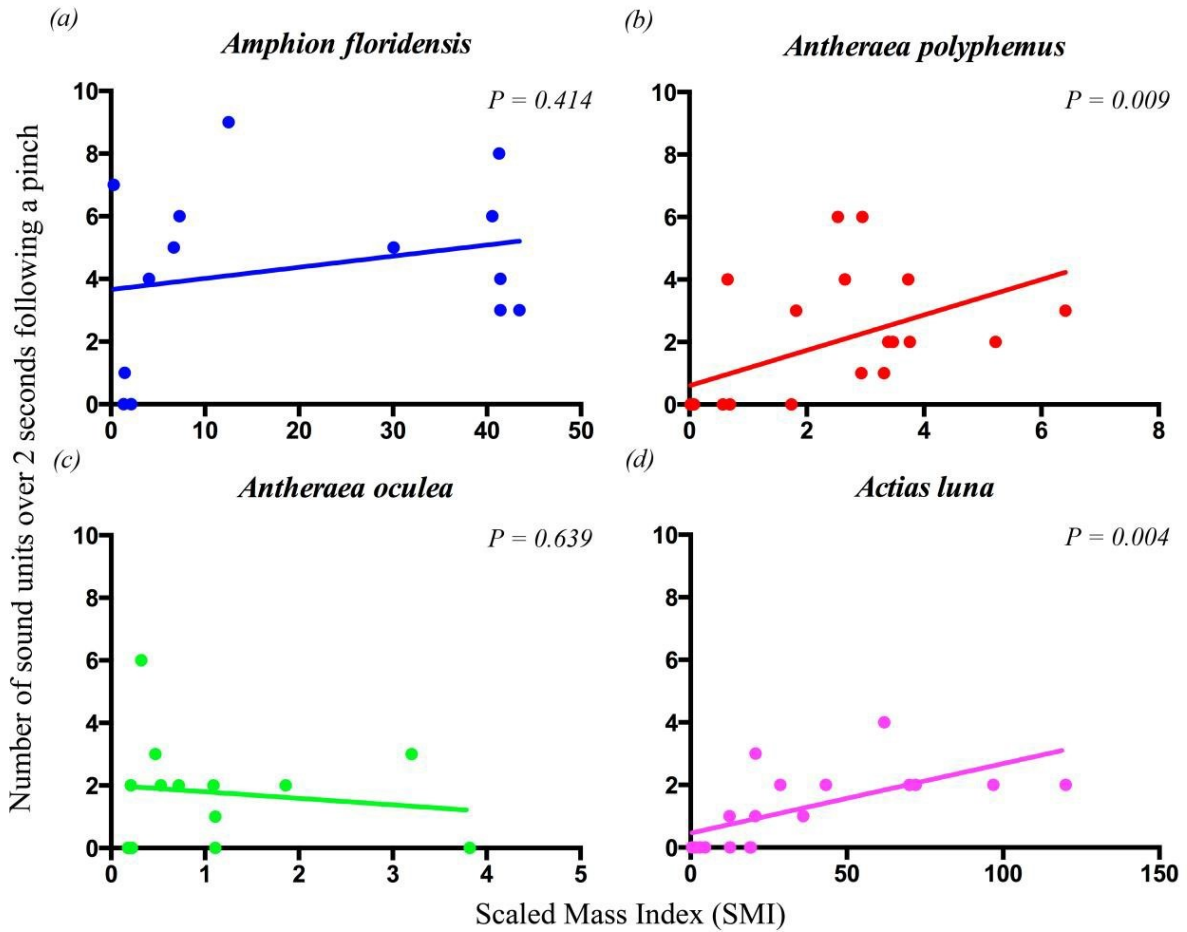 (a)
Amphion floridensis
P = 0.414
10
8
6
4
2
0
0 10 20 30 40 50
(b)
Antheraea polyphemus
P = 0.009
10
8
6
4
2
0
0 2 4 6 8
(c)
Antheraea oculea
P = 0.639
10
8
6
4
2
0
0 1 2 3 4 5
(d)
Actias luna
P = 0.004
10
8
6
4
2
0
0 50 100 150
Number of sound units over 2 seconds following a pinch
Scaled Mass Index (SMI)